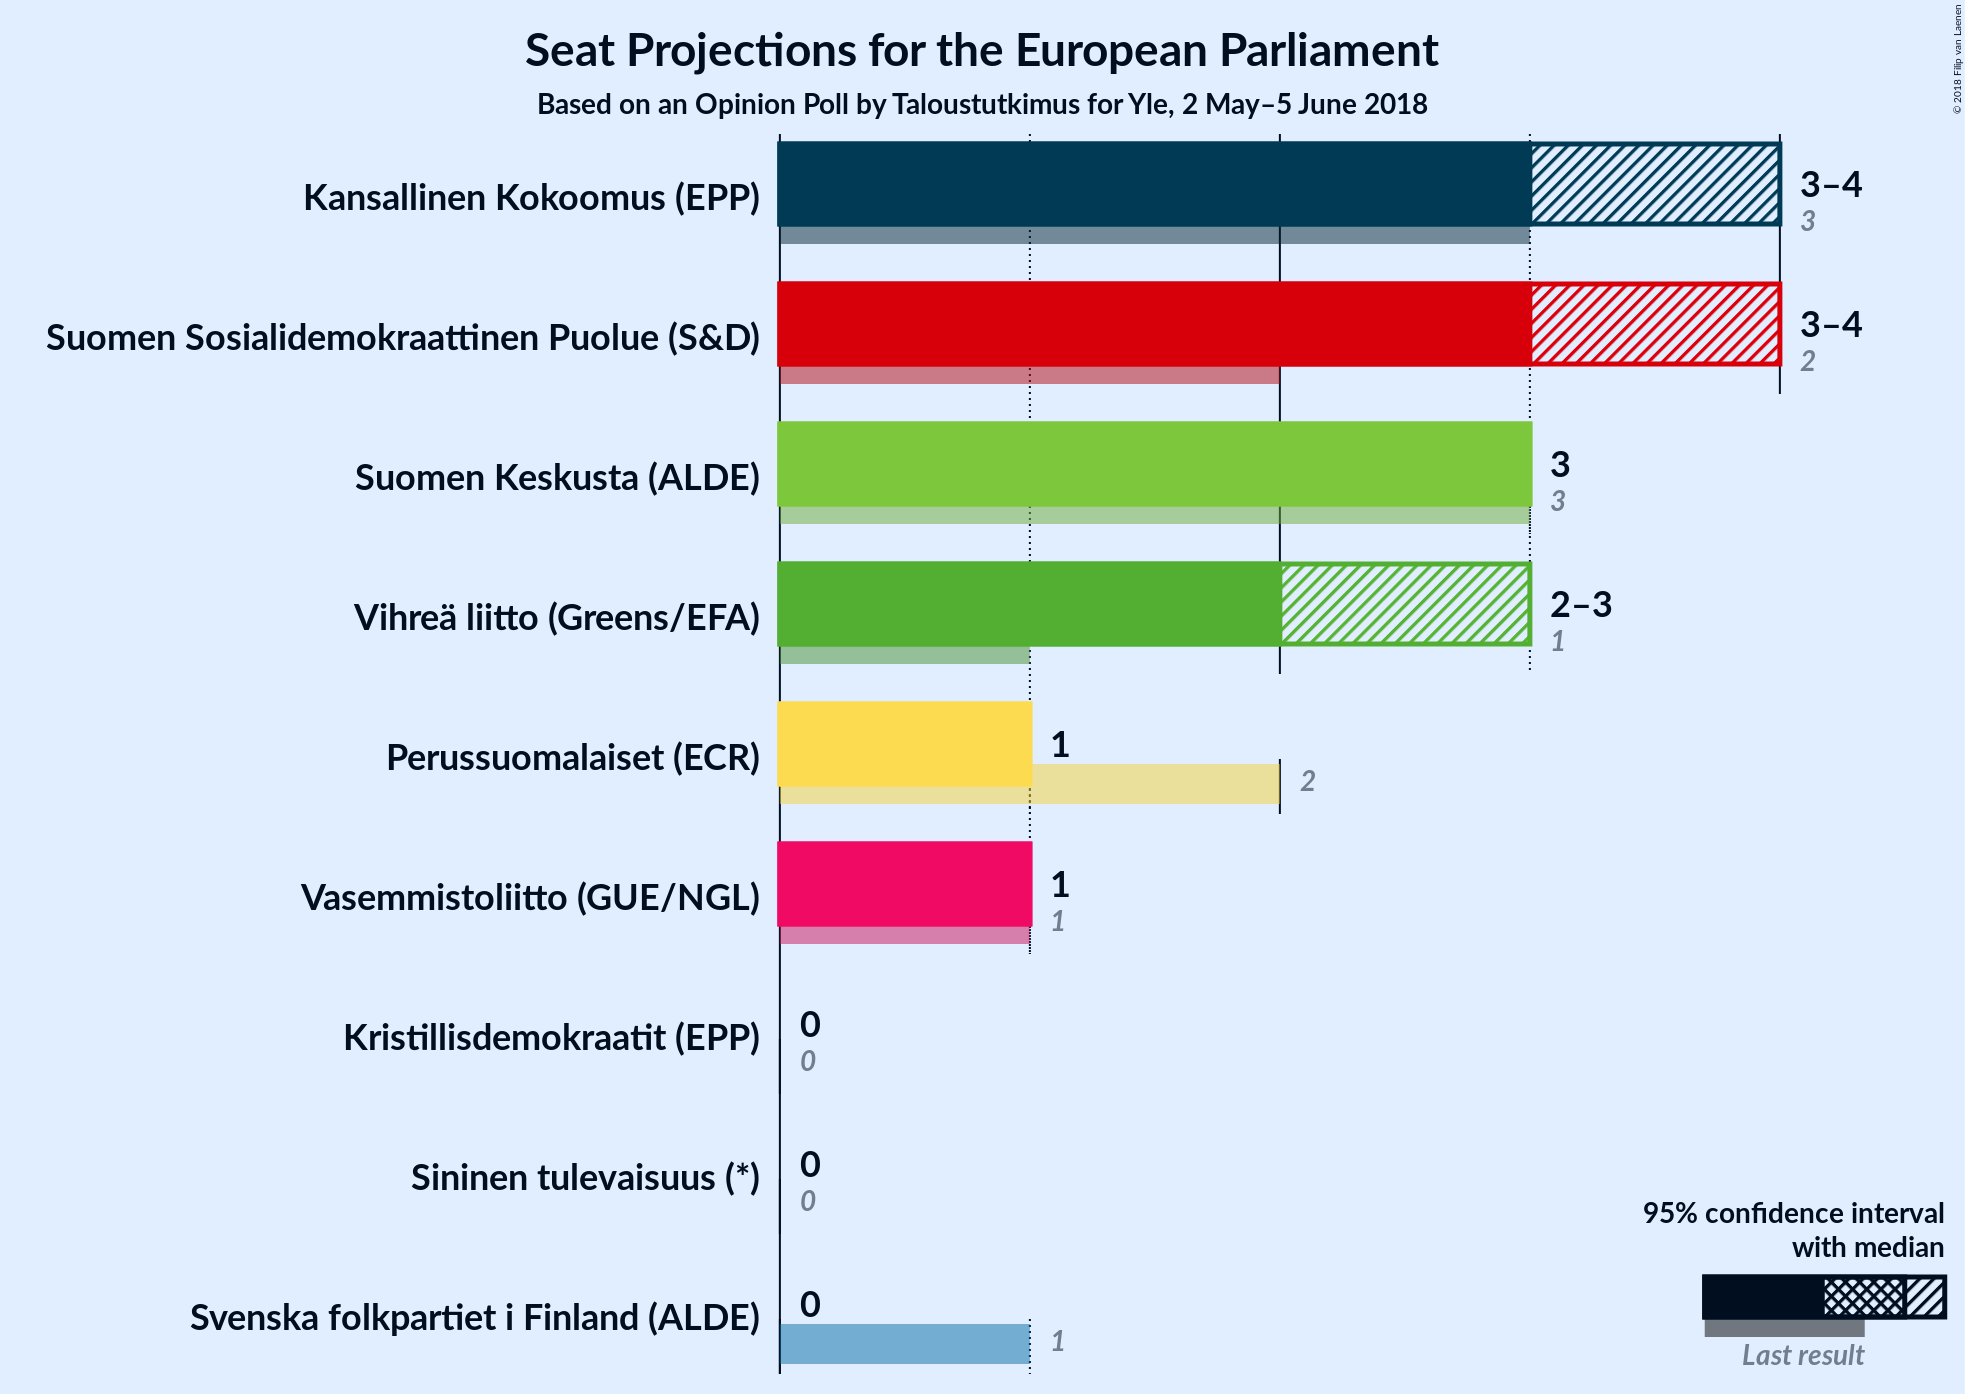 Seat Projections for the European Parliament
Based on an Opinion Poll by Taloustutkimus for Yle, 2 May–5 June 2018
© 2018 Filip van Laenen
Kansallinen Kokoomus (EPP)
3–4
3
Suomen Sosialidemokraattinen Puolue (S&D)
3–4
2
Suomen Keskusta (ALDE)
3
3
Vihreä liitto (Greens/EFA)
2–3
1
Perussuomalaiset (ECR)
1
2
Vasemmistoliitto (GUE/NGL)
1
1
Kristillisdemokraatit (EPP)
0
0
Sininen tulevaisuus (*)
0
0
Svenska folkpartiet i Finland (ALDE)
0
1
95% confidence interval
with median
Last result